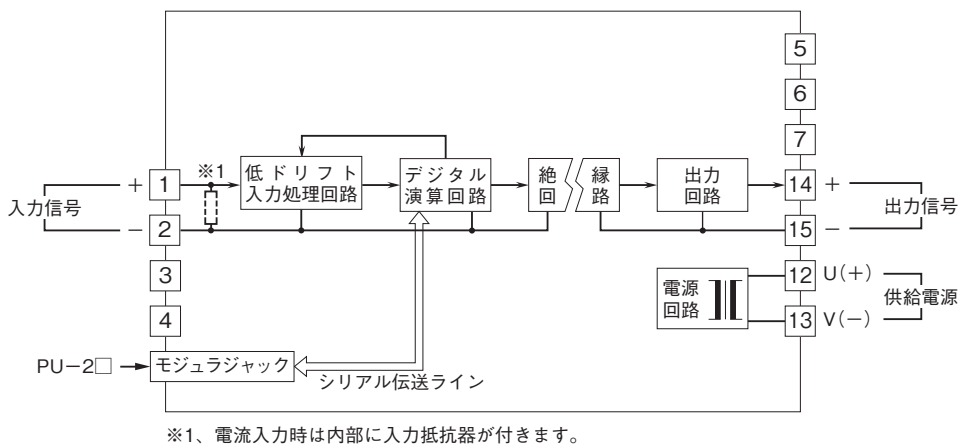 5
6
7
※1
低ドリフト
入力処理回路
デジタル
演算回路
絶縁
回路
出力
回路
＋ 1
入力信号
－ 2
3
4
14 ＋
出力信号
15 －
12 U(＋)
供給電源
13 V(－)
電源
回路
PU－2□
モジュラジャック
シリアル伝送ライン
※1、電流入力時は内部に入力抵抗器が付きます。